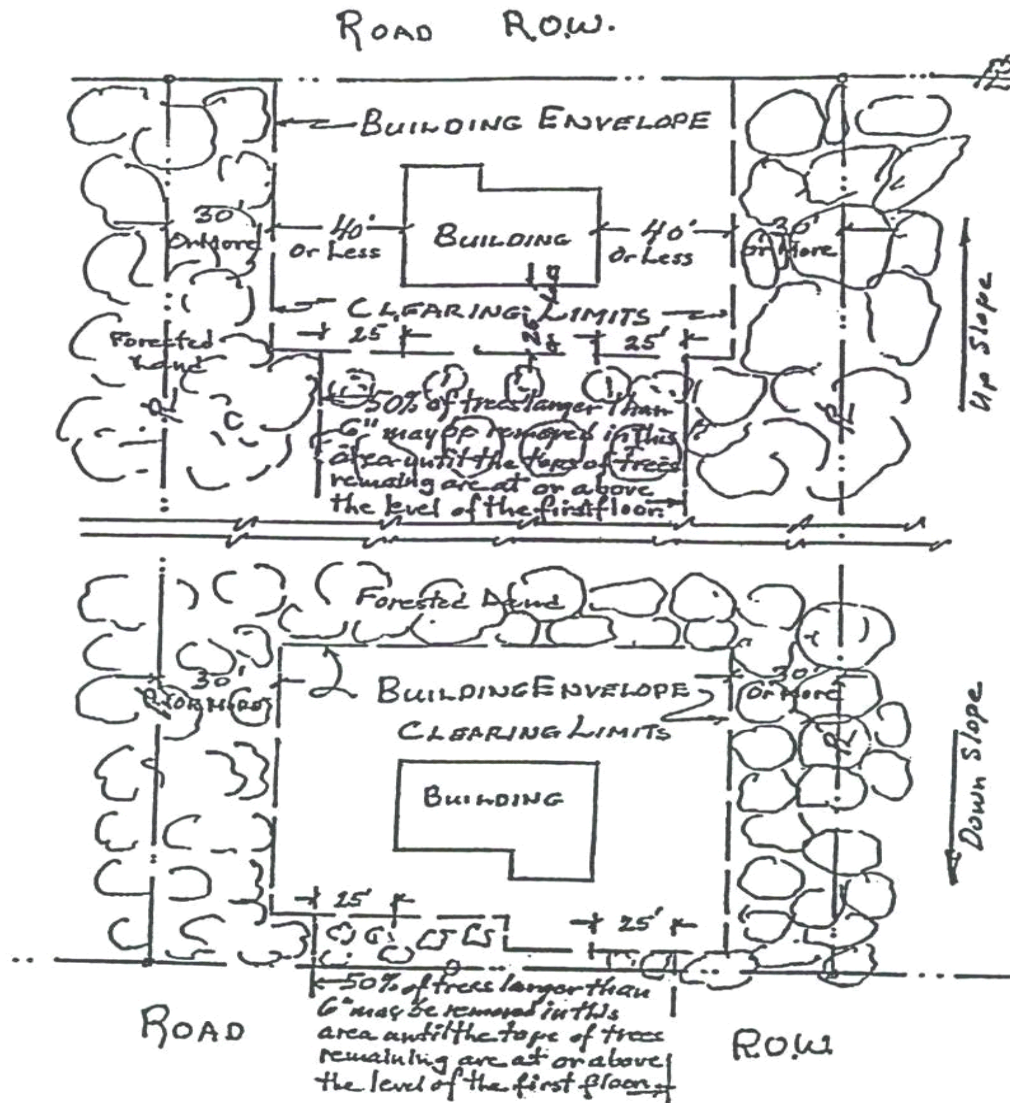 ROAD R.O.W.
BUILDING ENVELOPE
30'
Or More
40'
Or Less
BUILDING
40'
Or Less
30'
Or More
CLEARING LIMITS
25'
25'
Up Slope
Forested
Land
50% of trees larger than
6" may be removed in this
area until the tops of trees
remaining are at or above
the level of the first floor.
Forested Land
30'
OR MORE
BUILDING ENVELOPE
30'
Or More
CLEARING LIMITS
BUILDING
Down Slope
25'
25'
50% of trees larger than
6" may be removed in this
area until the tops of trees
remaining are at or above
the level of the first floor.
ROAD R.O.W.